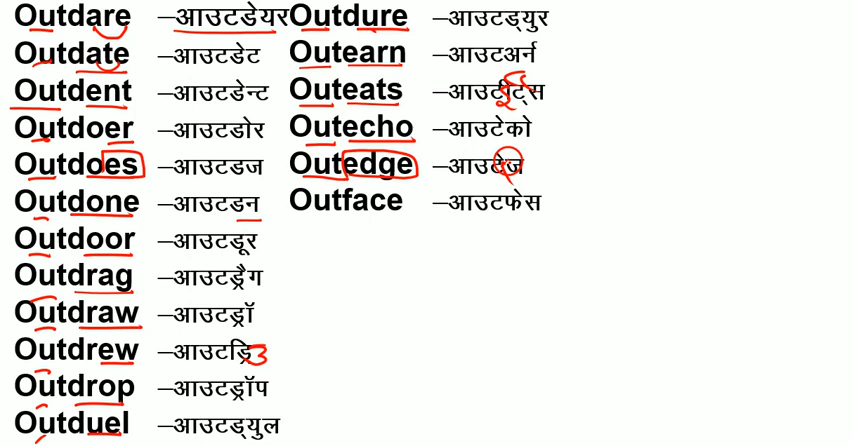 Outdare –आउटडेयर
Outdate –आउटडेट
Outdent –आउटडेन्ट
Outdoer –आउटडोर
Outdoes –आउटडज
Outdone –आउटडन
Outdoor –आउटडूर
Outdrag –आउटड्रैग
Outdraw –आउटड्रॉ
Outdrew –आउटड्रिउ
Outdrop –आउटड्रॉप
Outduel –आउटड्युल
Outdure –आउटड्युर
Outearn –आउटअर्न
Outeats –आउटईट्स
Outecho –आउटेको
Outedge –आउटेज
Outface –आउटफेस